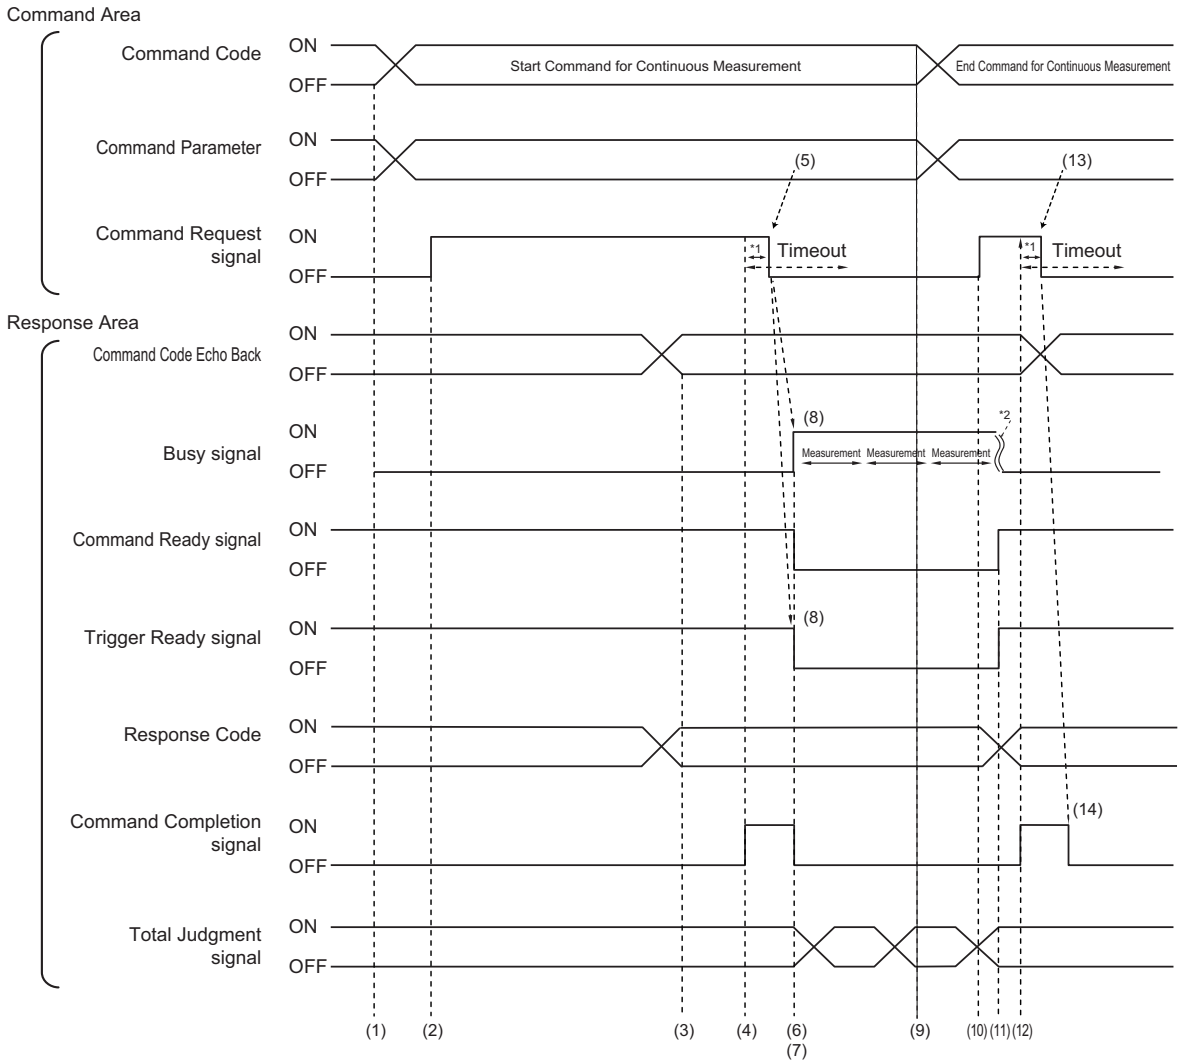 Command Area
Command Code
ON
OFF
Start Command for Continuous Measurement
End Command for Continuous Measurement
Command Parameter
ON
OFF
(5)
(13)
Command Request
signal
ON
OFF
*1
Timeout
*1
Timeout
Response Area
Command Code Echo Back
ON
OFF
Busy signal
ON
OFF
(8)
*2
Measurement
Measurement
Measurement
Command Ready signal
ON
OFF
Trigger Ready signal
ON
OFF
(8)
Response Code
ON
OFF
Command Completion
signal
ON
OFF
(14)
Total Judgment
signal
ON
OFF
(1)
(2)
(3)
(4)
(6)
(7)
(9)
(10)
(11)
(12)